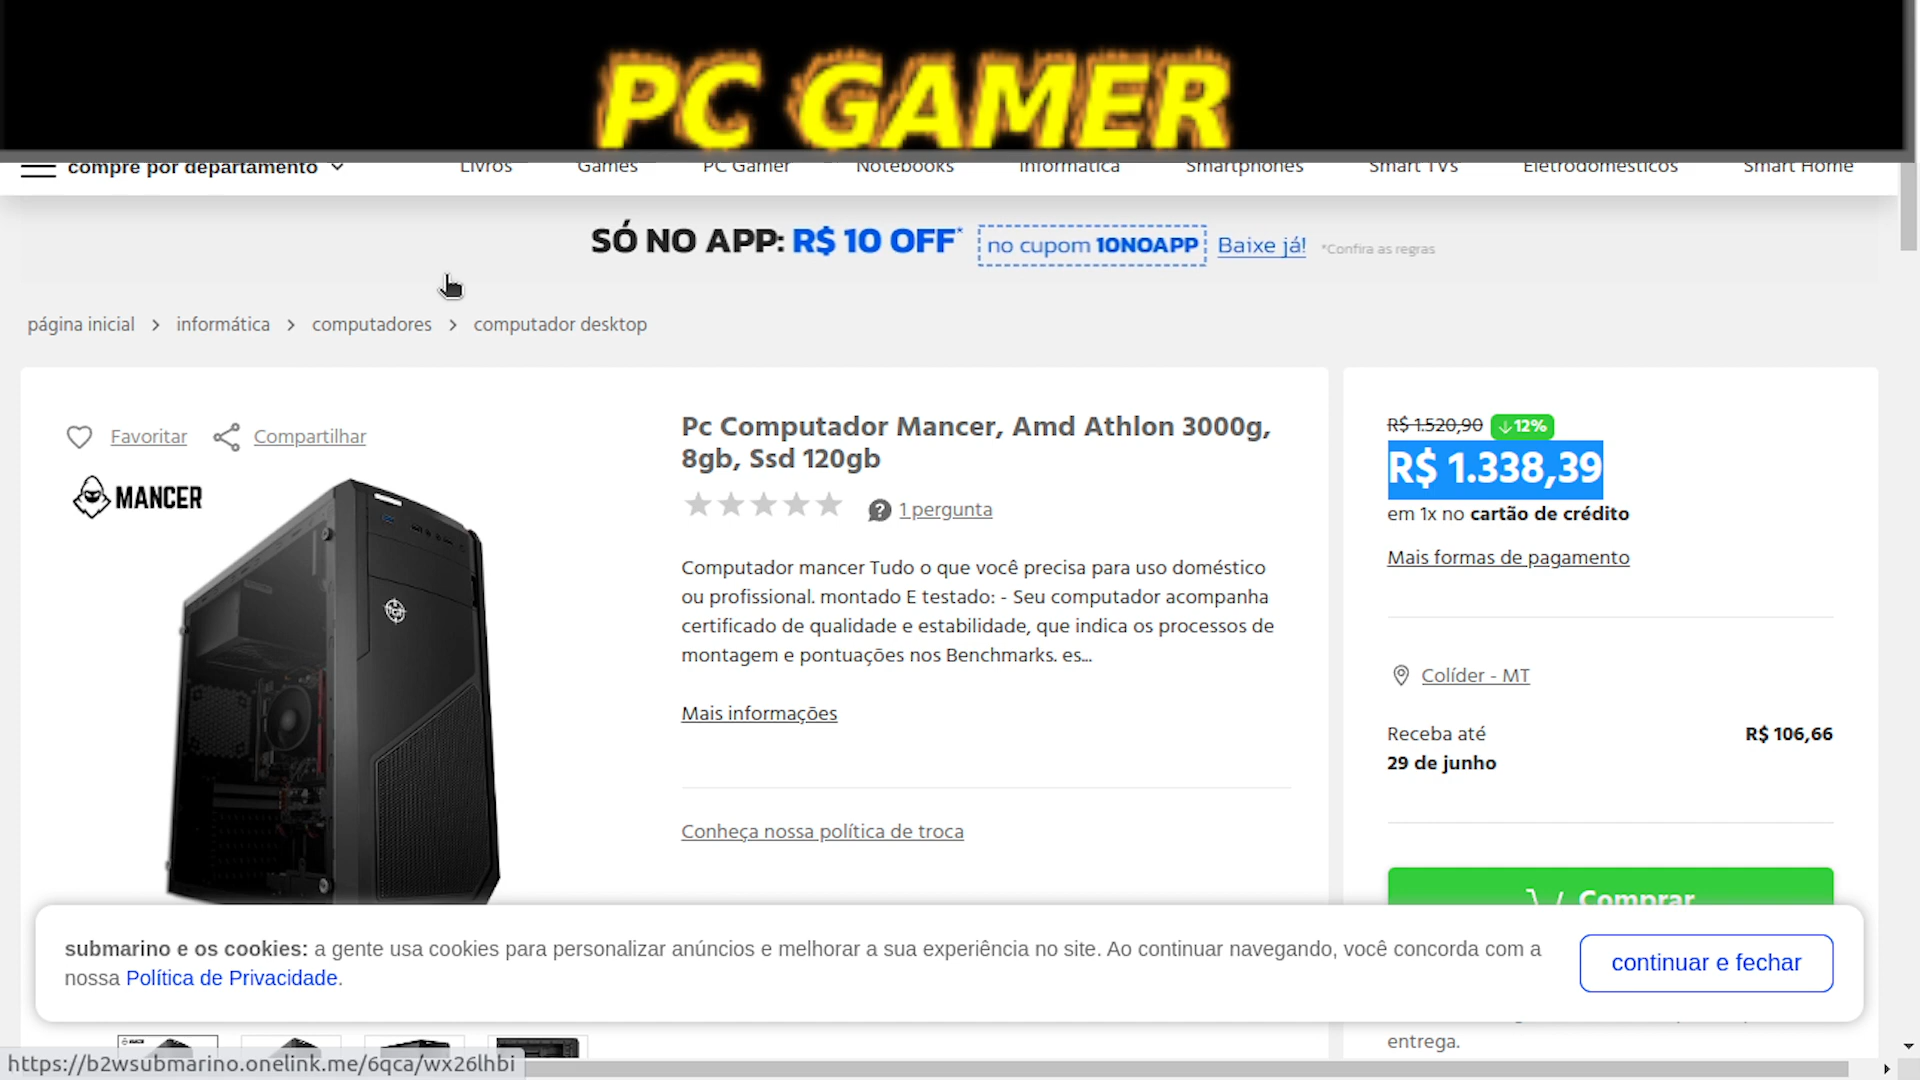 PC GAMER
compre por departamento
Livros
Games
PC Gamer
Notebooks
Informática
Smartphones
Smart TVs
Eletrodomésticos
Smart Home
SÓ NO APP: R$ 10 OFF* no cupom 10NOAPP Baixe já! *Confira as regras
página inicial > informática > computadores > computador desktop
Favoritar
Compartilhar
MANCER
Pc Computador Mancer, Amd Athlon 3000g,
8gb, Ssd 120gb
1 pergunta
Computador mancer Tudo o que você precisa para uso doméstico
ou profissional. montado E testado: - Seu computador acompanha
certificado de qualidade e estabilidade, que indica os processos de
montagem e pontuações nos Benchmarks. es...
Mais informações
Conheça nossa política de troca
R$ 1.520,90 ↓12%
R$ 1.338,39
em 1x no cartão de crédito
Mais formas de pagamento
Colíder - MT
Receba até R$ 106,66
29 de junho
Comprar
submarino e os cookies: a gente usa cookies para personalizar anúncios e melhorar a sua experiência no site. Ao continuar navegando, você concorda com a
nossa Política de Privacidade.
continuar e fechar
entrega.
https://b2wsubmarino.onelink.me/6qca/wx26lhbi